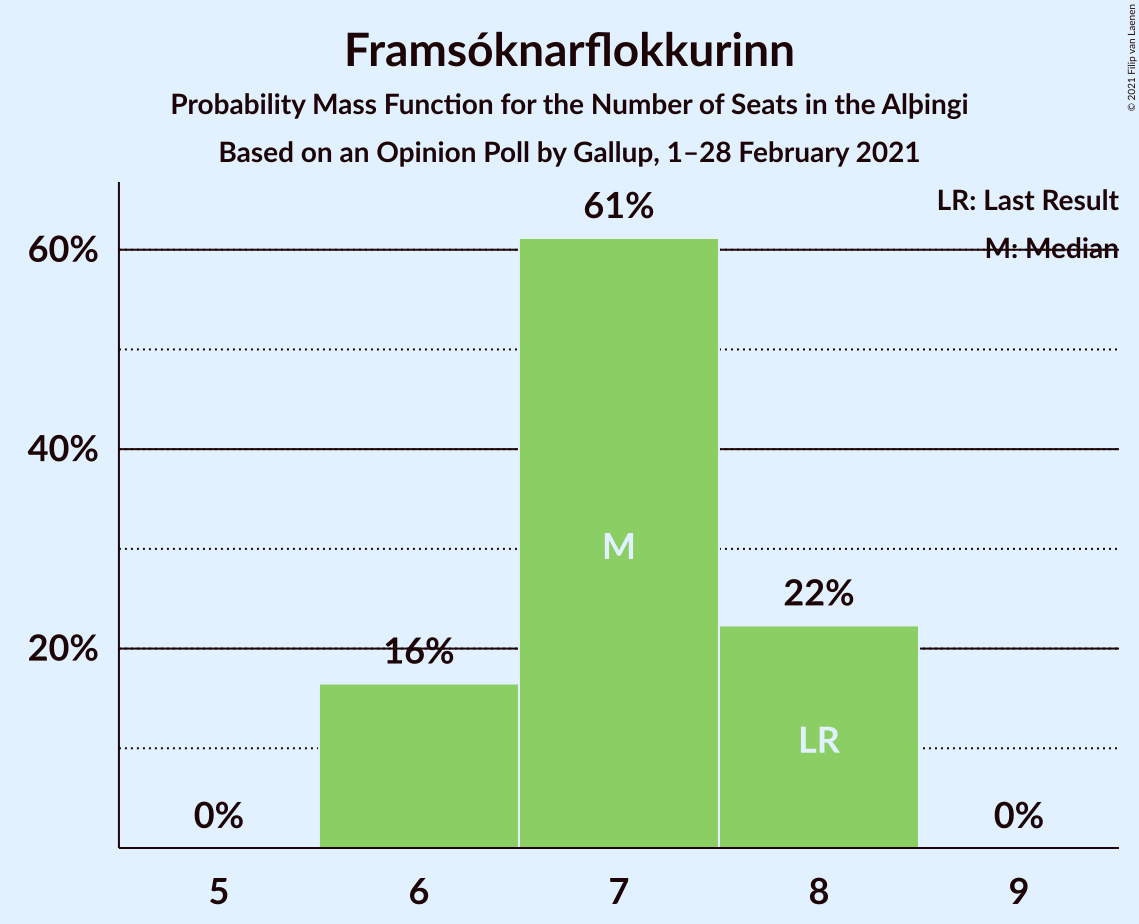 Framsóknarflokkurinn
Probability Mass Function for the Number of Seats in the Alþingi
Based on an Opinion Poll by Gallup, 1–28 February 2021
© 2021 Filip van Laenen
LR: Last Result
M: Median
61%
60%
40%
M
22%
20%
16%
LR
0%
0%
5 6 7 8 9